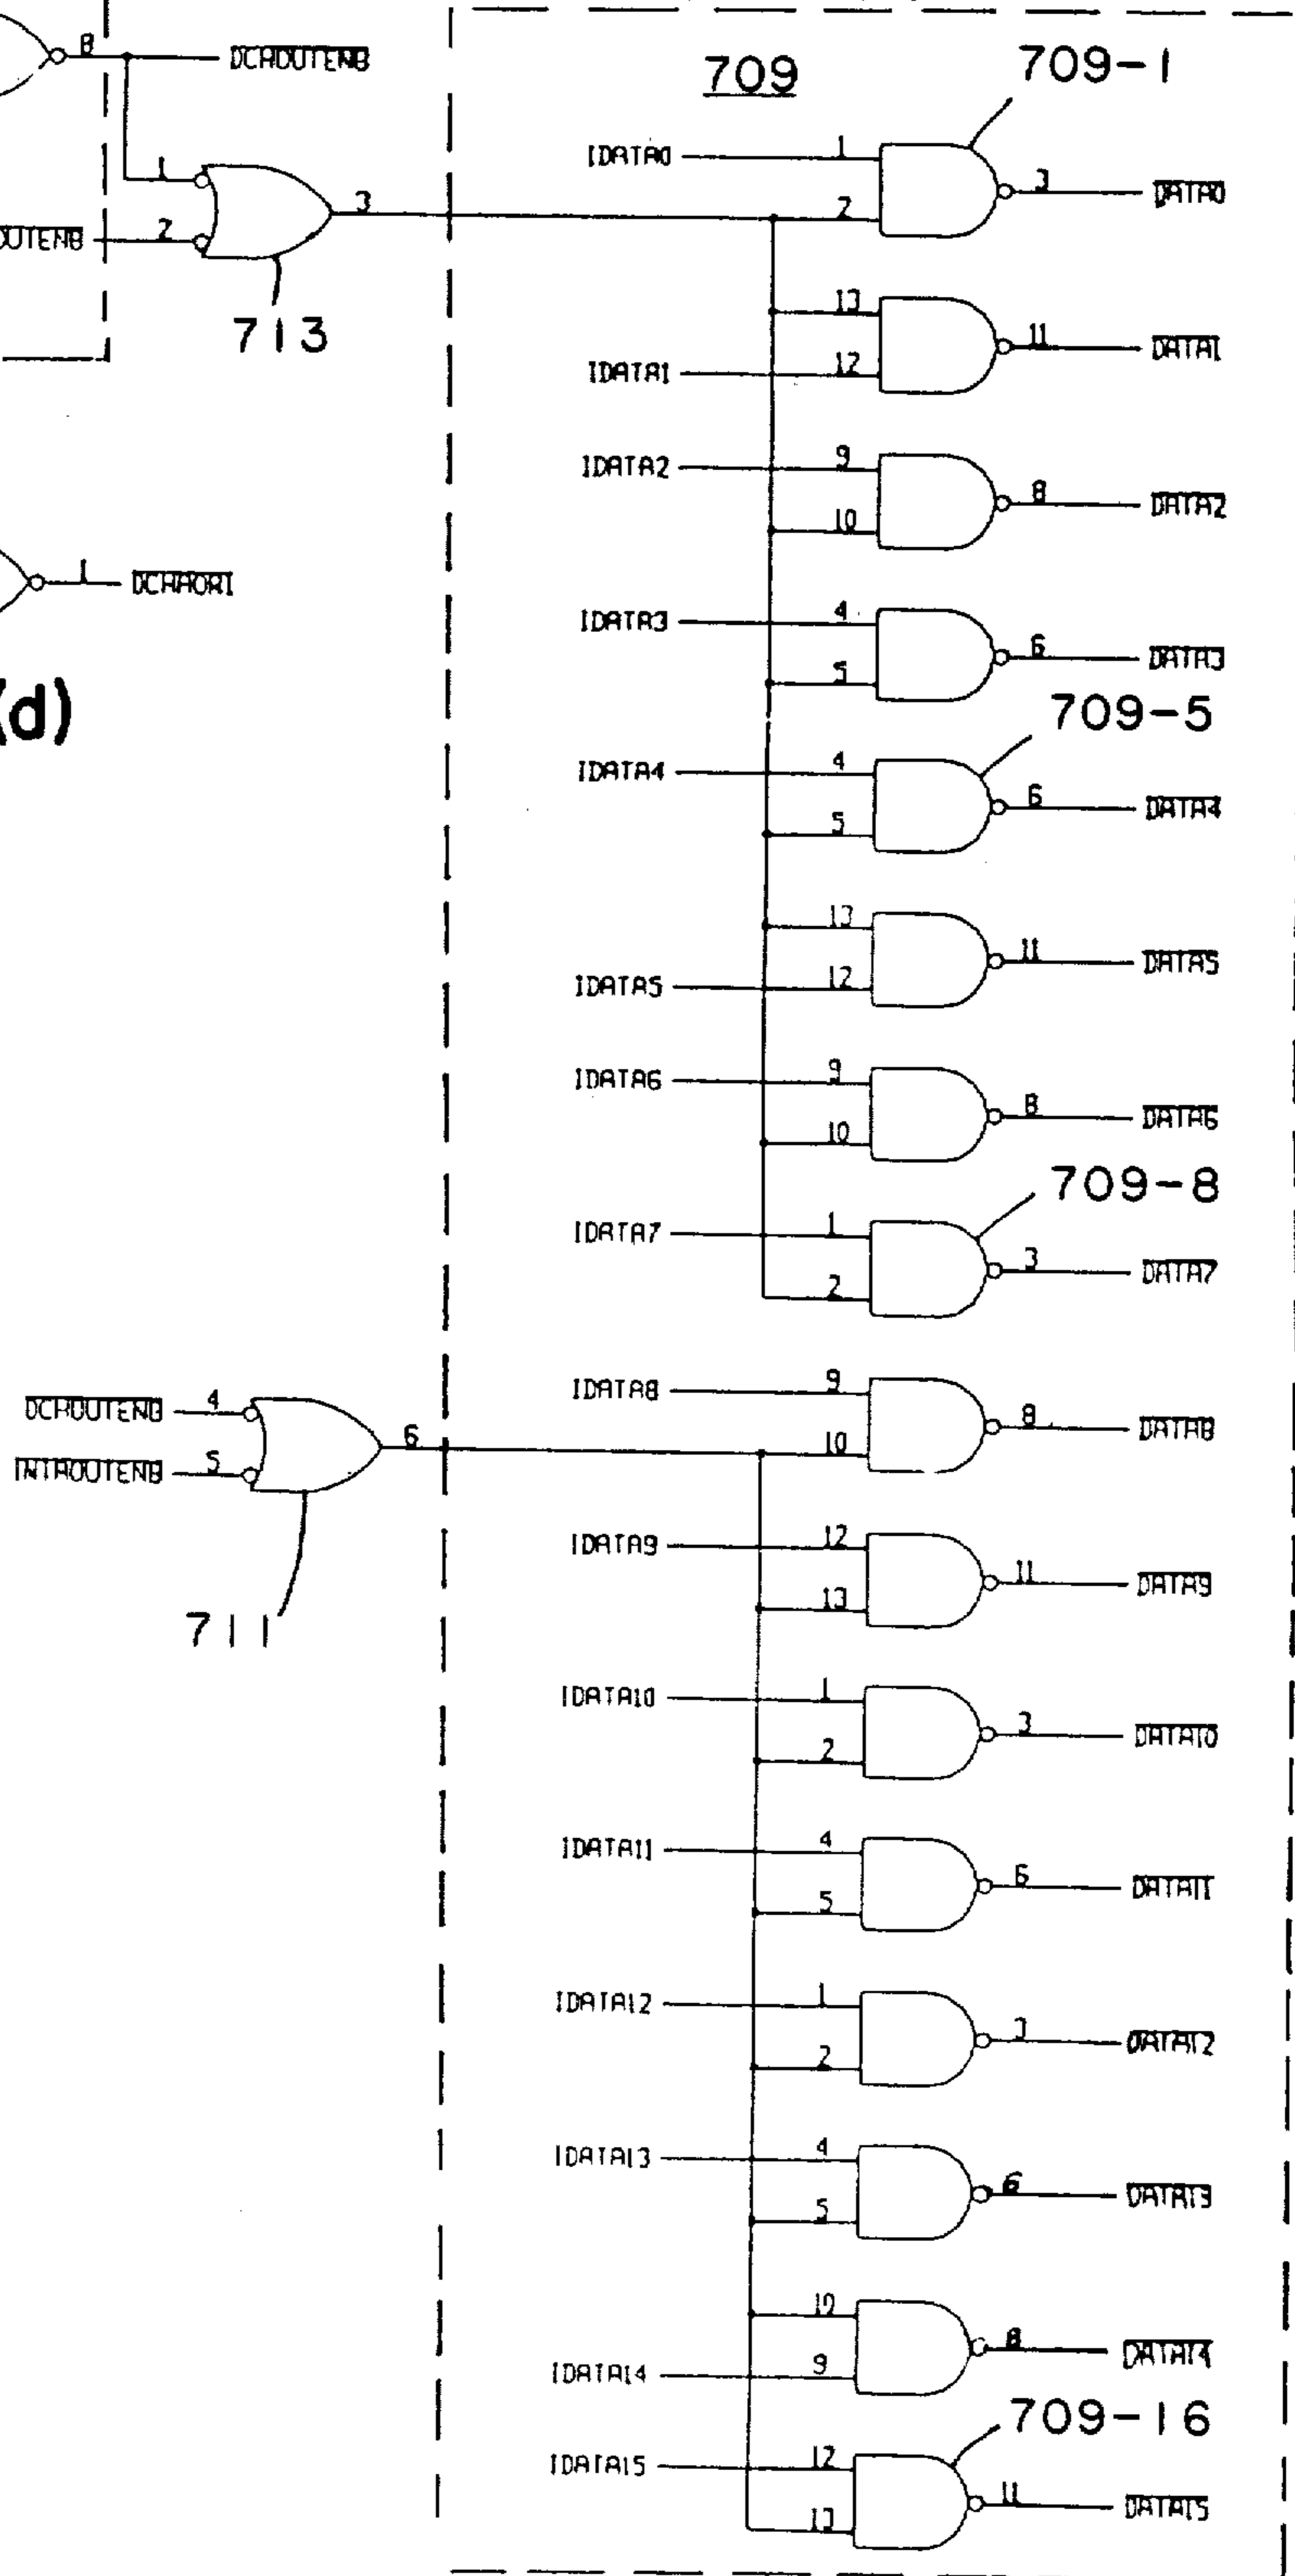 8 DCHOUTENB
709
709-1
IDATA0 1 2 3 DATA0
1 2 3
OUTENB
713
13 IDATA1 12 11 DATA1
IDATA2 9 10 8 DATA2
1
(d)
IDATA3 4 5 6 DATA3
709-5
IDATA4 4 5 6 DATA4
13 IDATA5 12 11 DATA5
IDATA6 9 10 8 DATA6
709-8
IDATA7 1 2 3 DATA7
DCHOUTENB 4
INTAOUTENB 5
6
711
IDATA8 9 10 8 DATA8
IDATA9 12 13 11 DATA9
IDATA10 1 2 3 DATA10
IDATA11 4 5 6 DATA11
IDATA12 1 2 3 DATA12
IDATA13 4 5 6 DATA13
10 IDATA14 9 8 DATA14
709-16
IDATA15 12 13 11 DATA15